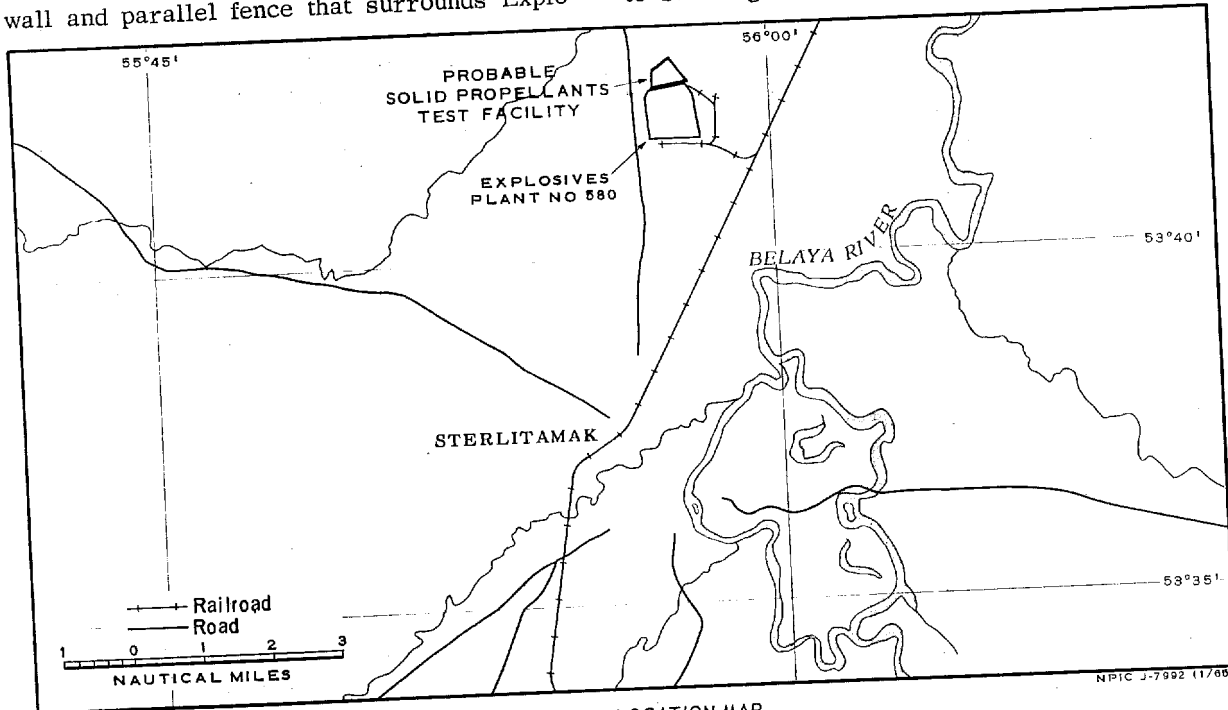 wall and parallel fence that surrounds
55°45'
56°00'
PROBABLE
SOLID PROPELLANTS
TEST FACILITY
EXPLOSIVES
PLANT NO 580
BELAYA RIVER
53°40'
STERLITAMAK
53°35'
Railroad
Road
1 0 1 2 3
NAUTICAL MILES
NPIC J-7992 (1/66
LOCATION MAP